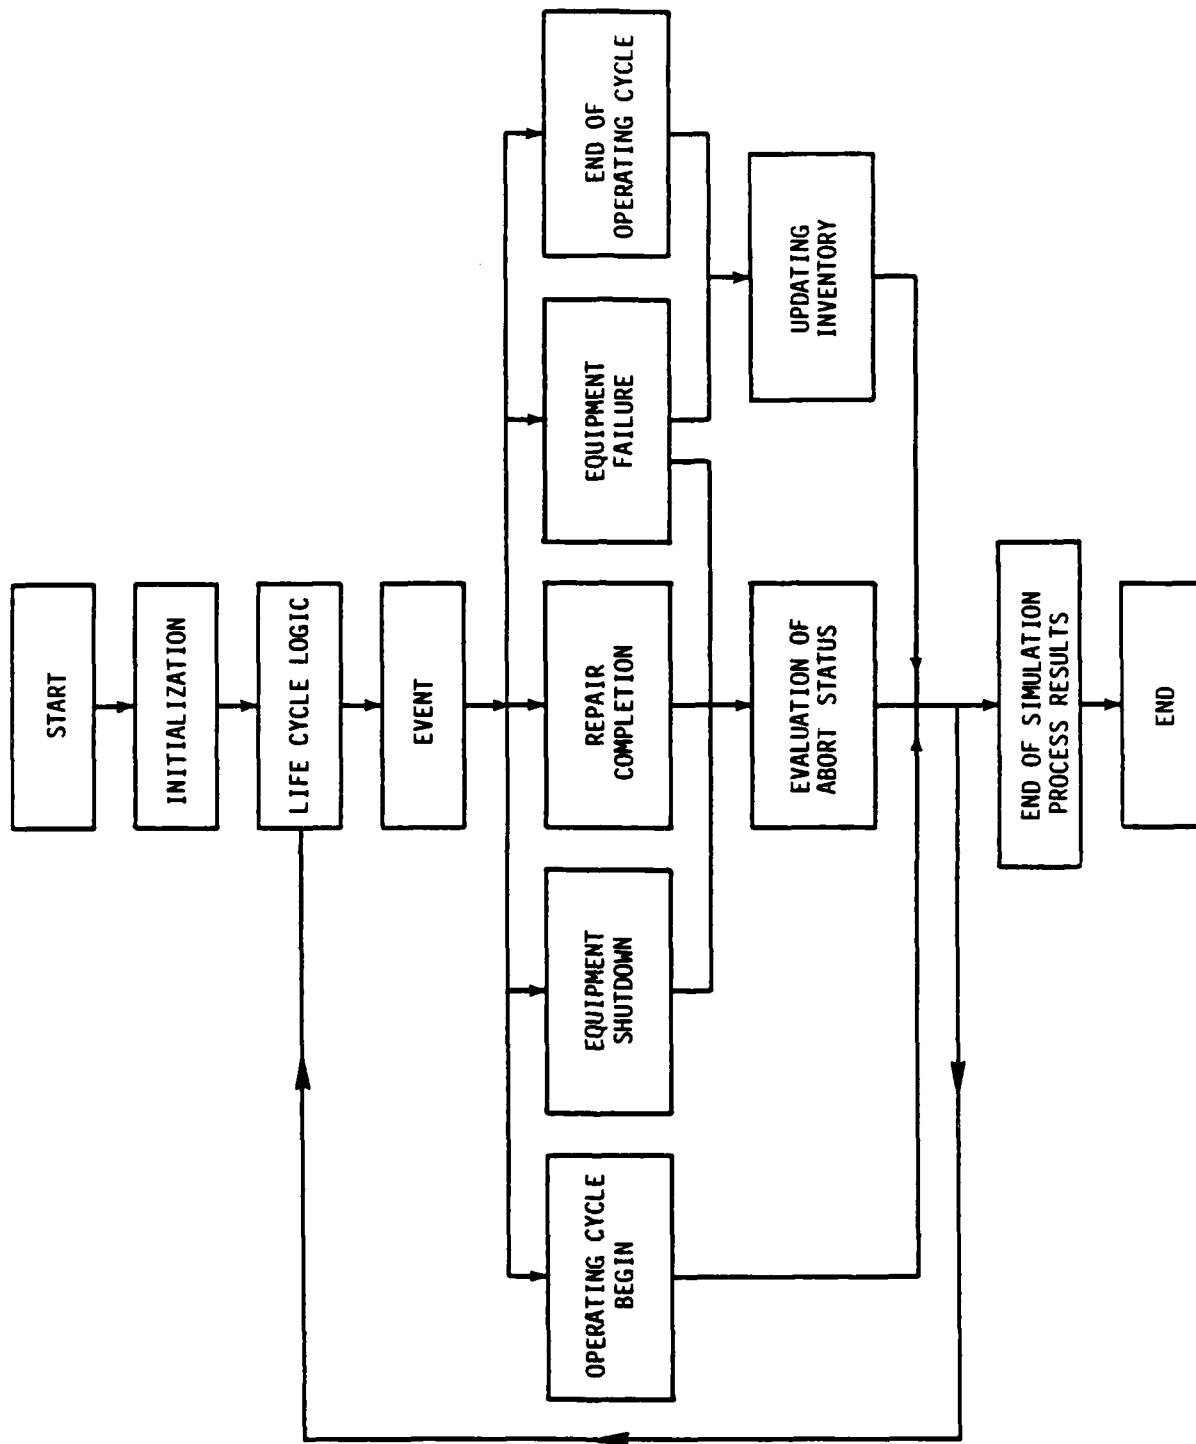 START
INITIALIZATION
LIFE CYCLE LOGIC
EVENT
OPERATING CYCLE
BEGIN
EQUIPMENT
SHUTDOWN
REPAIR
COMPLETION
EQUIPMENT
FAILURE
END OF
OPERATING CYCLE
EVALUATION OF
ABORT STATUS
UPDATING
INVENTORY
END OF SIMULATION
PROCESS RESULTS
END